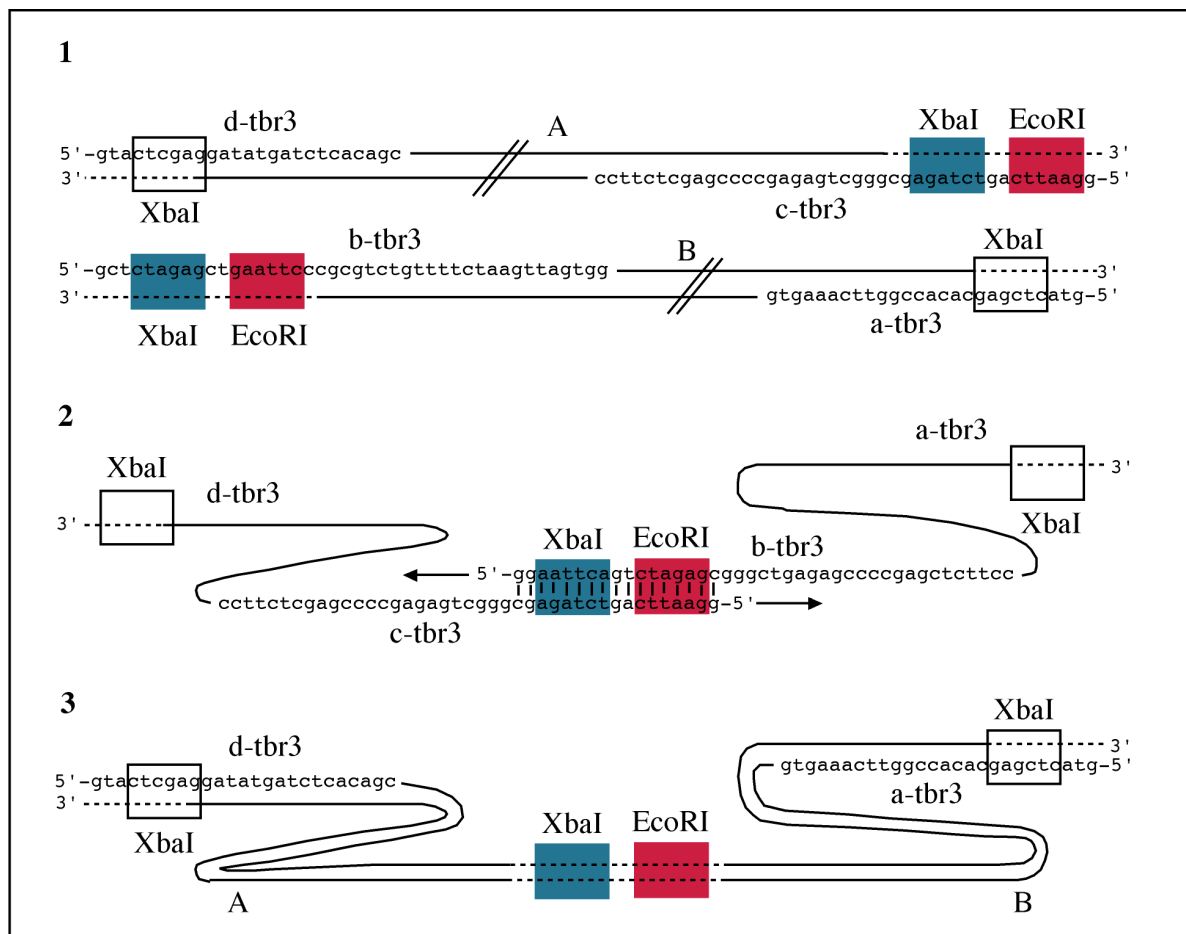 1
d-tbr3 A XbaI EcoRI
5'-gtactcgaggatatgatctcacagc 3'
3' ccttctcgagccccgagagtcgggcgagatctgacttaagg-5'
XbaI c-tbr3
b-tbr3 B XbaI
5'-gctctagagctgaattcccgcgtctgttttctaagttagtgg 3'
3' gtgaaacttggccacacgagctcatg-5'
XbaI EcoRI a-tbr3
2
a-tbr3
XbaI d-tbr3 3'
3' XbaI EcoRI b-tbr3 XbaI
5'-ggaattcagtctagagcgggctgagagccccgagctcttcc
ccttctcgagccccgagagtcgggcgagatctgacttaagg-5'
c-tbr3
3
d-tbr3 XbaI
3'
5'-gtactcgaggatatgatctcacagc gtgaaacttggccacacgagctcatg-5'
3' a-tbr3
XbaI XbaI EcoRI
A B